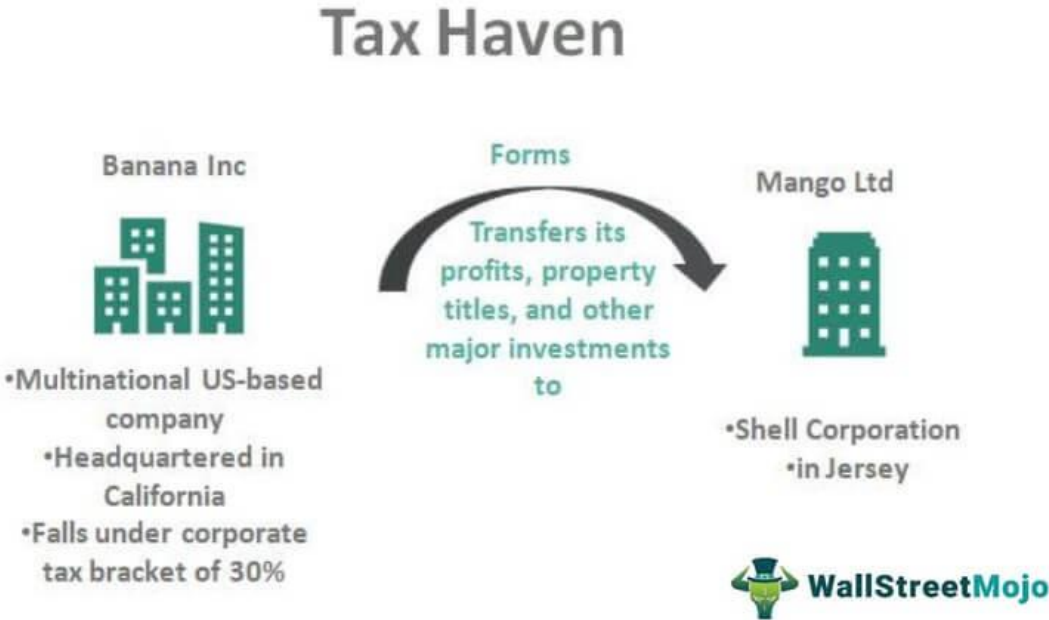 Tax Haven
Banana Inc
•Multinational US-based
company
•Headquartered in
California
•Falls under corporate
tax bracket of 30%
Forms
Transfers its
profits, property
titles, and other
major investments
to
Mango Ltd
•Shell Corporation
•in Jersey
WallStreetMojo